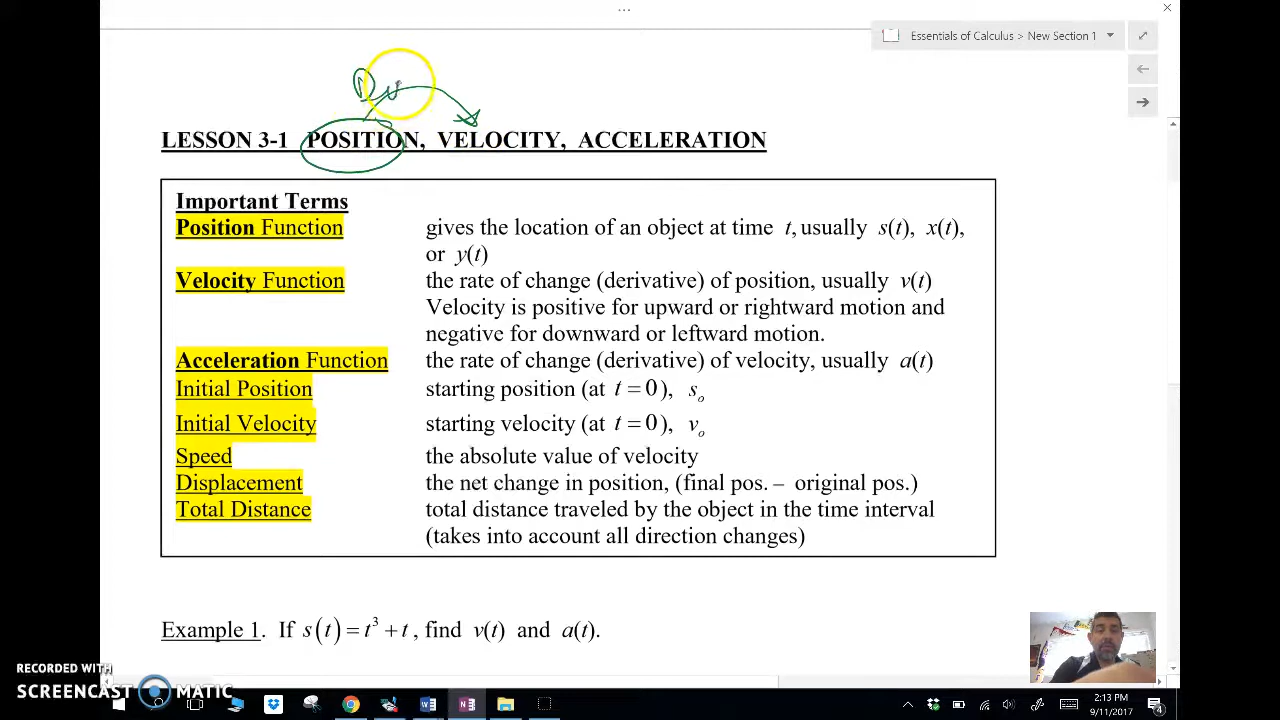 Essentials of Calculus > New Section 1
LESSON 3-1 POSITION, VELOCITY, ACCELERATION
Important Terms
Position Function gives the location of an object at time t, usually s(t), x(t),
or y(t)
Velocity Function the rate of change (derivative) of position, usually v(t)
Velocity is positive for upward or rightward motion and
negative for downward or leftward motion.
Acceleration Function the rate of change (derivative) of velocity, usually a(t)
Initial Position starting position (at t = 0), s₀
Initial Velocity starting velocity (at t = 0), v₀
Speed the absolute value of velocity
Displacement the net change in position, (final pos. – original pos.)
Total Distance total distance traveled by the object in the time interval
(takes into account all direction changes)
Example 1. If s(t) = t³ + t, find v(t) and a(t).
RECORDED WITH
SCREENCAST MATIC
2:13 PM
9/11/2017